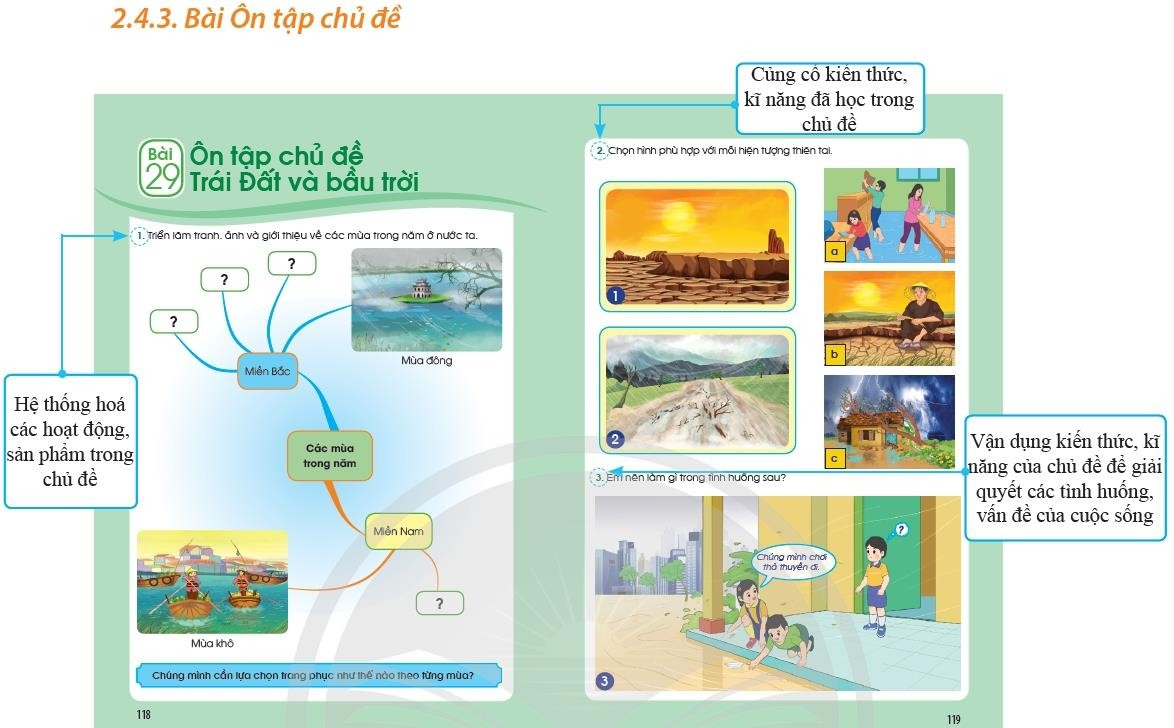 2.4.3. Bài Ôn tập chủ đề
Củng cố kiến thức,
kĩ năng đã học trong
chủ đề
Bài
29
Ôn tập chủ đề
Trái Đất và bầu trời
1. Triển lãm tranh, ảnh và giới thiệu về các mùa trong năm ở nước ta.
?
?
?
Mùa đông
Miền Bắc
Các mùa
trong năm
Miền Nam
?
Mùa khô
Chúng mình cần lựa chọn trang phục như thế nào theo từng mùa?
118
Hệ thống hoá
các hoạt động,
sản phẩm trong
chủ đề
2. Chọn hình phù hợp với mỗi hiện tượng thiên tai.
1
2
a
b
c
3. Em nên làm gì trong tình huống sau?
Chúng mình chơi
thả thuyền đi.
?
3
119
Vận dụng kiến thức, kĩ
năng của chủ đề để giải
quyết các tình huống,
vấn đề của cuộc sống